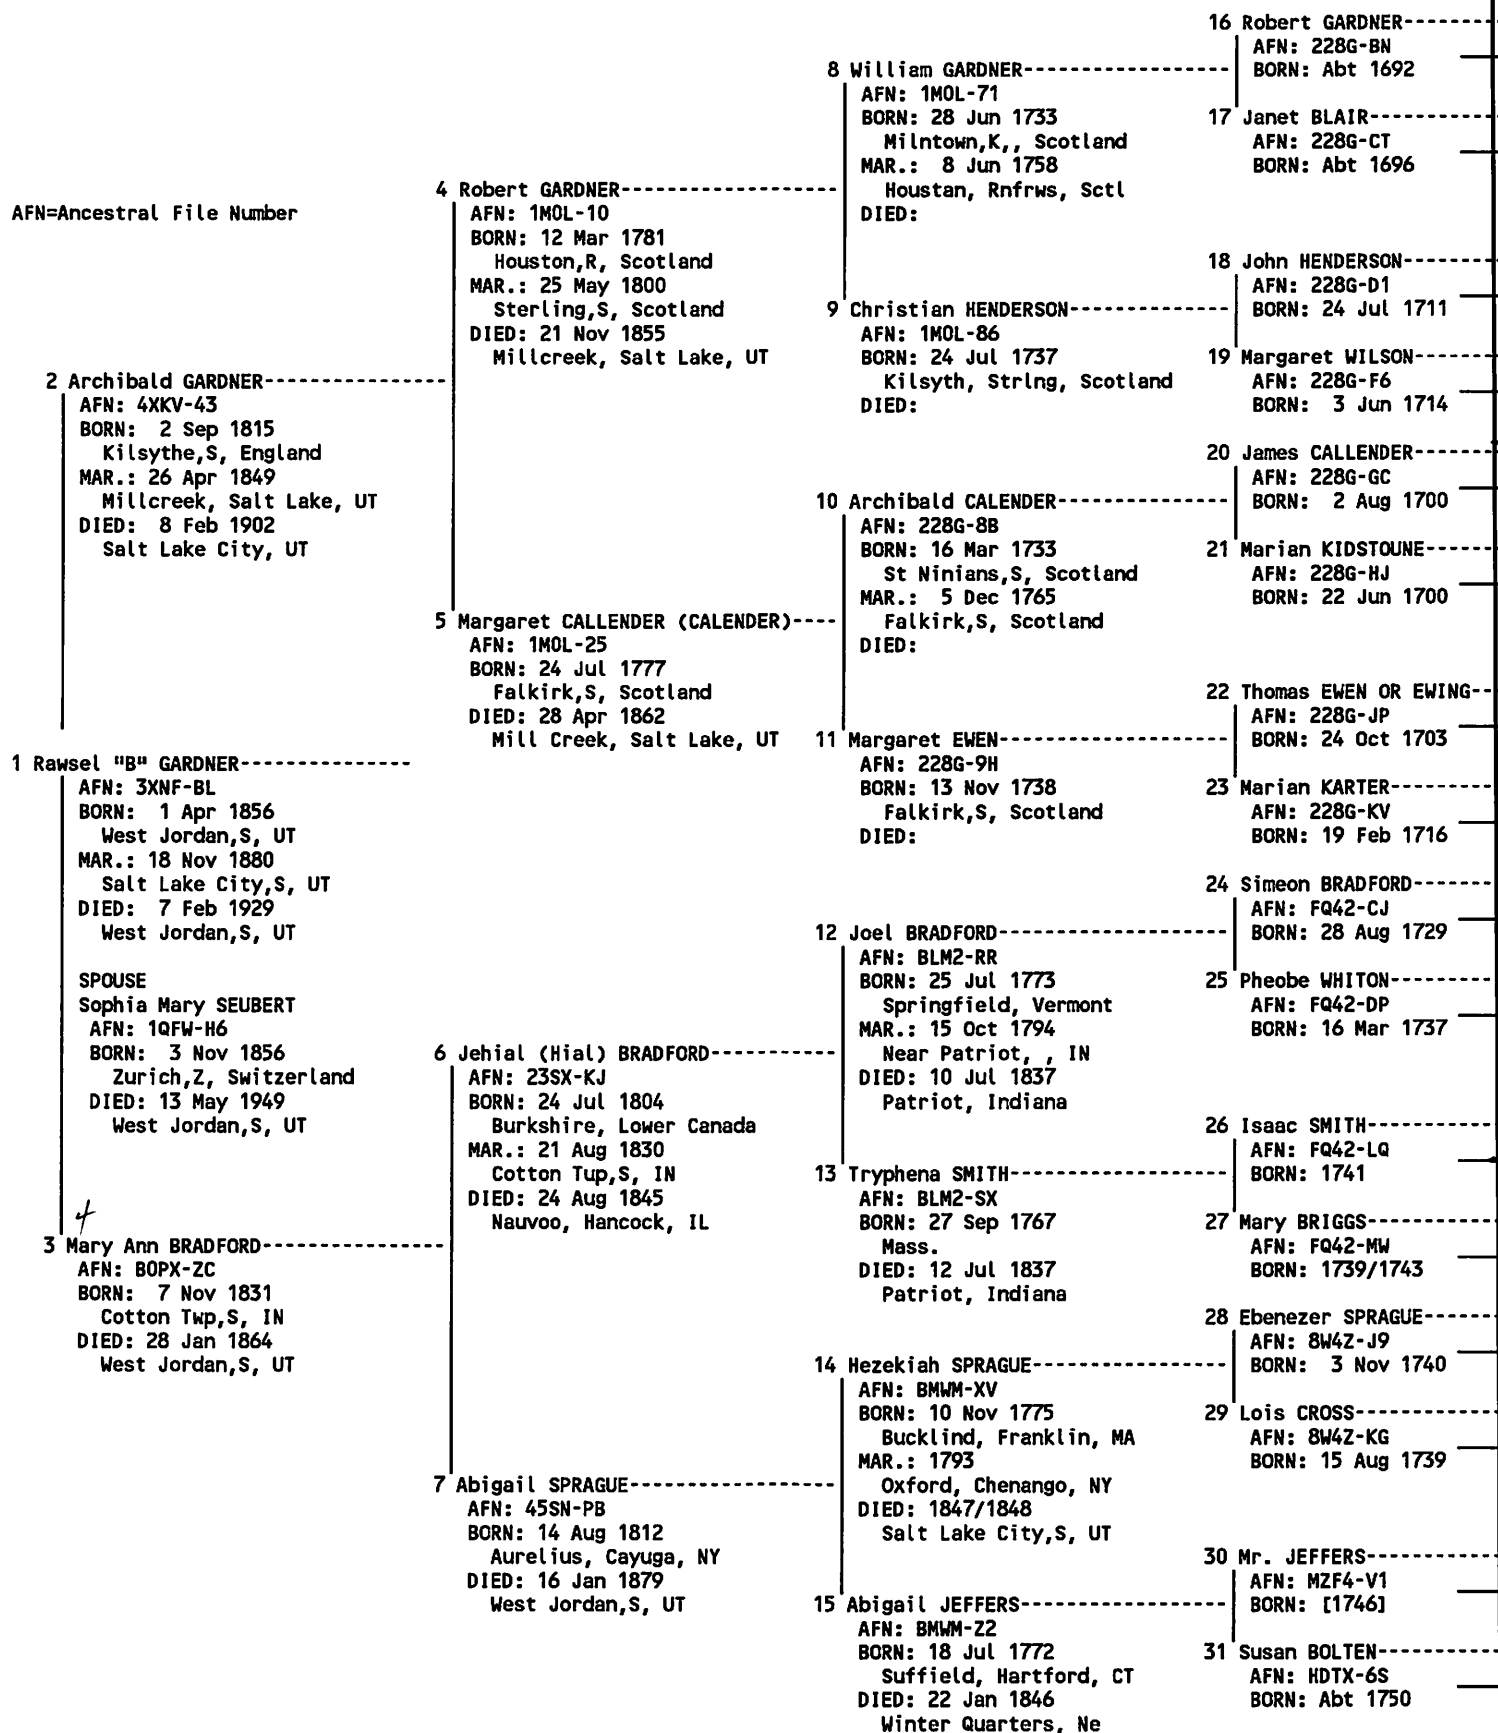 AFN=Ancestral File Number
1 Rawsel "B" GARDNER---------------
AFN: 3XNF-BL
BORN:  1 Apr 1856
West Jordan,S, UT
MAR.: 18 Nov 1880
Salt Lake City,S, UT
DIED:  7 Feb 1929
West Jordan,S, UT
SPOUSE
Sophia Mary SEUBERT
AFN: 1QFW-H6
BORN:  3 Nov 1856
Zurich,Z, Switzerland
DIED: 13 May 1949
West Jordan,S, UT
2 Archibald GARDNER----------------
AFN: 4XKV-43
BORN:  2 Sep 1815
Kilsythe,S, England
MAR.: 26 Apr 1849
Millcreek, Salt Lake, UT
DIED:  8 Feb 1902
Salt Lake City, UT
4
3 Mary Ann BRADFORD----------------
AFN: B0PX-ZC
BORN:  7 Nov 1831
Cotton Twp,S, IN
DIED: 28 Jan 1864
West Jordan,S, UT
4 Robert GARDNER-------------------
AFN: 1MOL-10
BORN: 12 Mar 1781
Houston,R, Scotland
MAR.: 25 May 1800
Sterling,S, Scotland
DIED: 21 Nov 1855
Millcreek, Salt Lake, UT
5 Margaret CALLENDER (CALENDER)----
AFN: 1MOL-25
BORN: 24 Jul 1777
Falkirk,S, Scotland
DIED: 28 Apr 1862
Mill Creek, Salt Lake, UT
6 Jehial (Hial) BRADFORD-----------
AFN: 23SX-KJ
BORN: 24 Jul 1804
Burkshire, Lower Canada
MAR.: 21 Aug 1830
Cotton Tup,S, IN
DIED: 24 Aug 1845
Nauvoo, Hancock, IL
7 Abigail SPRAGUE------------------
AFN: 45SN-PB
BORN: 14 Aug 1812
Aurelius, Cayuga, NY
DIED: 16 Jan 1879
West Jordan,S, UT
8 William GARDNER------------------
AFN: 1MOL-71
BORN: 28 Jun 1733
Milntown,K,, Scotland
MAR.:  8 Jun 1758
Houstan, Rnfrws, Sctl
DIED:
9 Christian HENDERSON--------------
AFN: 1MOL-86
BORN: 24 Jul 1737
Kilsyth, Strlng, Scotland
DIED:
10 Archibald CALENDER---------------
AFN: 228G-8B
BORN: 16 Mar 1733
St Ninians,S, Scotland
MAR.:  5 Dec 1765
Falkirk,S, Scotland
DIED:
11 Margaret EWEN--------------------
AFN: 228G-9H
BORN: 13 Nov 1738
Falkirk,S, Scotland
DIED:
12 Joel BRADFORD--------------------
AFN: BLM2-RR
BORN: 25 Jul 1773
Springfield, Vermont
MAR.: 15 Oct 1794
Near Patriot, , IN
DIED: 10 Jul 1837
Patriot, Indiana
13 Tryphena SMITH-------------------
AFN: BLM2-SX
BORN: 27 Sep 1767
Mass.
DIED: 12 Jul 1837
Patriot, Indiana
14 Hezekiah SPRAGUE-----------------
AFN: BMWM-XV
BORN: 10 Nov 1775
Bucklind, Franklin, MA
MAR.: 1793
Oxford, Chenango, NY
DIED: 1847/1848
Salt Lake City,S, UT
15 Abigail JEFFERS------------------
AFN: BMWM-Z2
BORN: 18 Jul 1772
Suffield, Hartford, CT
DIED: 22 Jan 1846
Winter Quarters, Ne
16 Robert GARDNER-------
AFN: 228G-BN
BORN: Abt 1692
17 Janet BLAIR----------
AFN: 228G-CT
BORN: Abt 1696
18 John HENDERSON-------
AFN: 228G-D1
BORN: 24 Jul 1711
19 Margaret WILSON------
AFN: 228G-F6
BORN:  3 Jun 1714
20 James CALLENDER------
AFN: 228G-GC
BORN:  2 Aug 1700
21 Marian KIDSTOUNE-----
AFN: 228G-HJ
BORN: 22 Jun 1700
22 Thomas EWEN OR EWING--
AFN: 228G-JP
BORN: 24 Oct 1703
23 Marian KARTER--------
AFN: 228G-KV
BORN: 19 Feb 1716
24 Simeon BRADFORD------
AFN: FQ42-CJ
BORN: 28 Aug 1729
25 Pheobe WHITON--------
AFN: FQ42-DP
BORN: 16 Mar 1737
26 Isaac SMITH----------
AFN: FQ42-LQ
BORN: 1741
27 Mary BRIGGS----------
AFN: FQ42-MW
BORN: 1739/1743
28 Ebenezer SPRAGUE-----
AFN: 8W4Z-J9
BORN:  3 Nov 1740
29 Lois CROSS-----------
AFN: 8W4Z-KG
BORN: 15 Aug 1739
30 Mr. JEFFERS----------
AFN: MZF4-V1
BORN: [1746]
31 Susan BOLTEN---------
AFN: HDTX-6S
BORN: Abt 1750